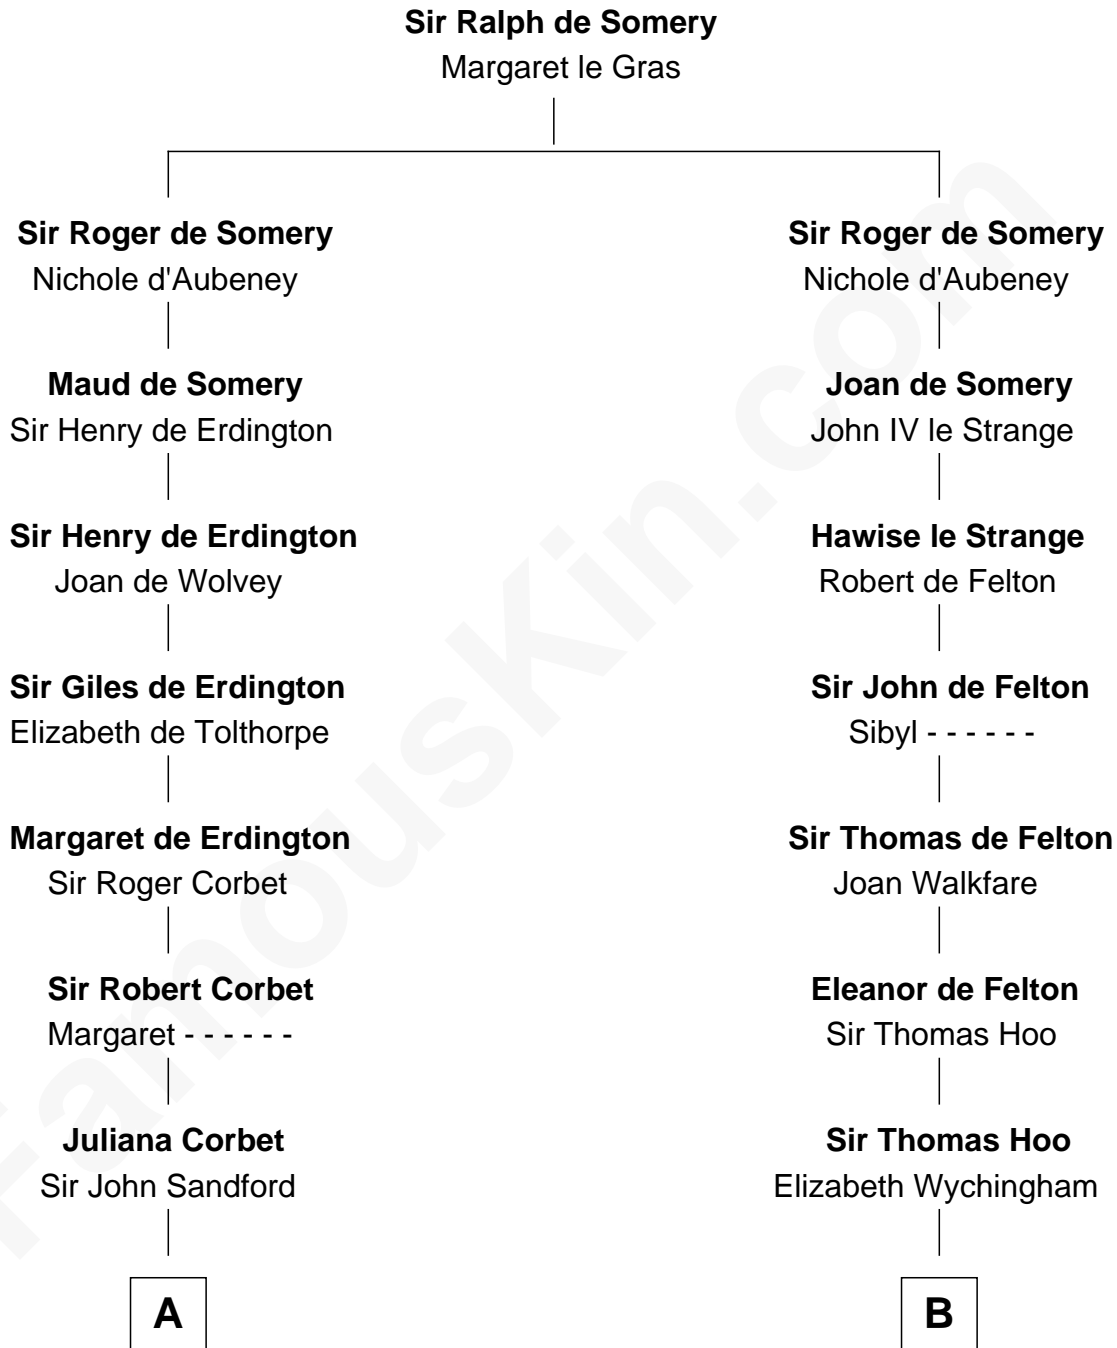 Sir Ralph de Somery
Margaret le Gras
Sir Roger de Somery
Nichole d'Aubeney
Sir Roger de Somery
Nichole d'Aubeney
Maud de Somery
Sir Henry de Erdington
Joan de Somery
John IV le Strange
Sir Henry de Erdington
Joan de Wolvey
Hawise le Strange
Robert de Felton
Sir Giles de Erdington
Elizabeth de Tolthorpe
Sir John de Felton
Sibyl - - - - - -
Margaret de Erdington
Sir Roger Corbet
Sir Thomas de Felton
Joan Walkfare
Sir Robert Corbet
Margaret - - - - - -
Eleanor de Felton
Sir Thomas Hoo
Juliana Corbet
Sir John Sandford
Sir Thomas Hoo
Elizabeth Wychingham
A
B
FamousKin.com